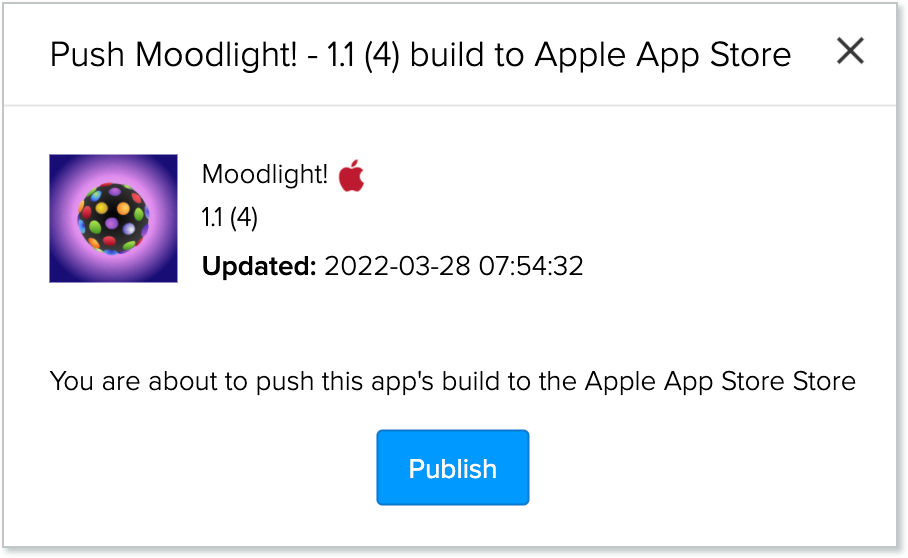 Push Moodlight! - 1.1 (4) build to Apple App Store
Moodlight!
1.1 (4)
Updated: 2022-03-28 07:54:32
You are about to push this app's build to the Apple App Store Store
Publish